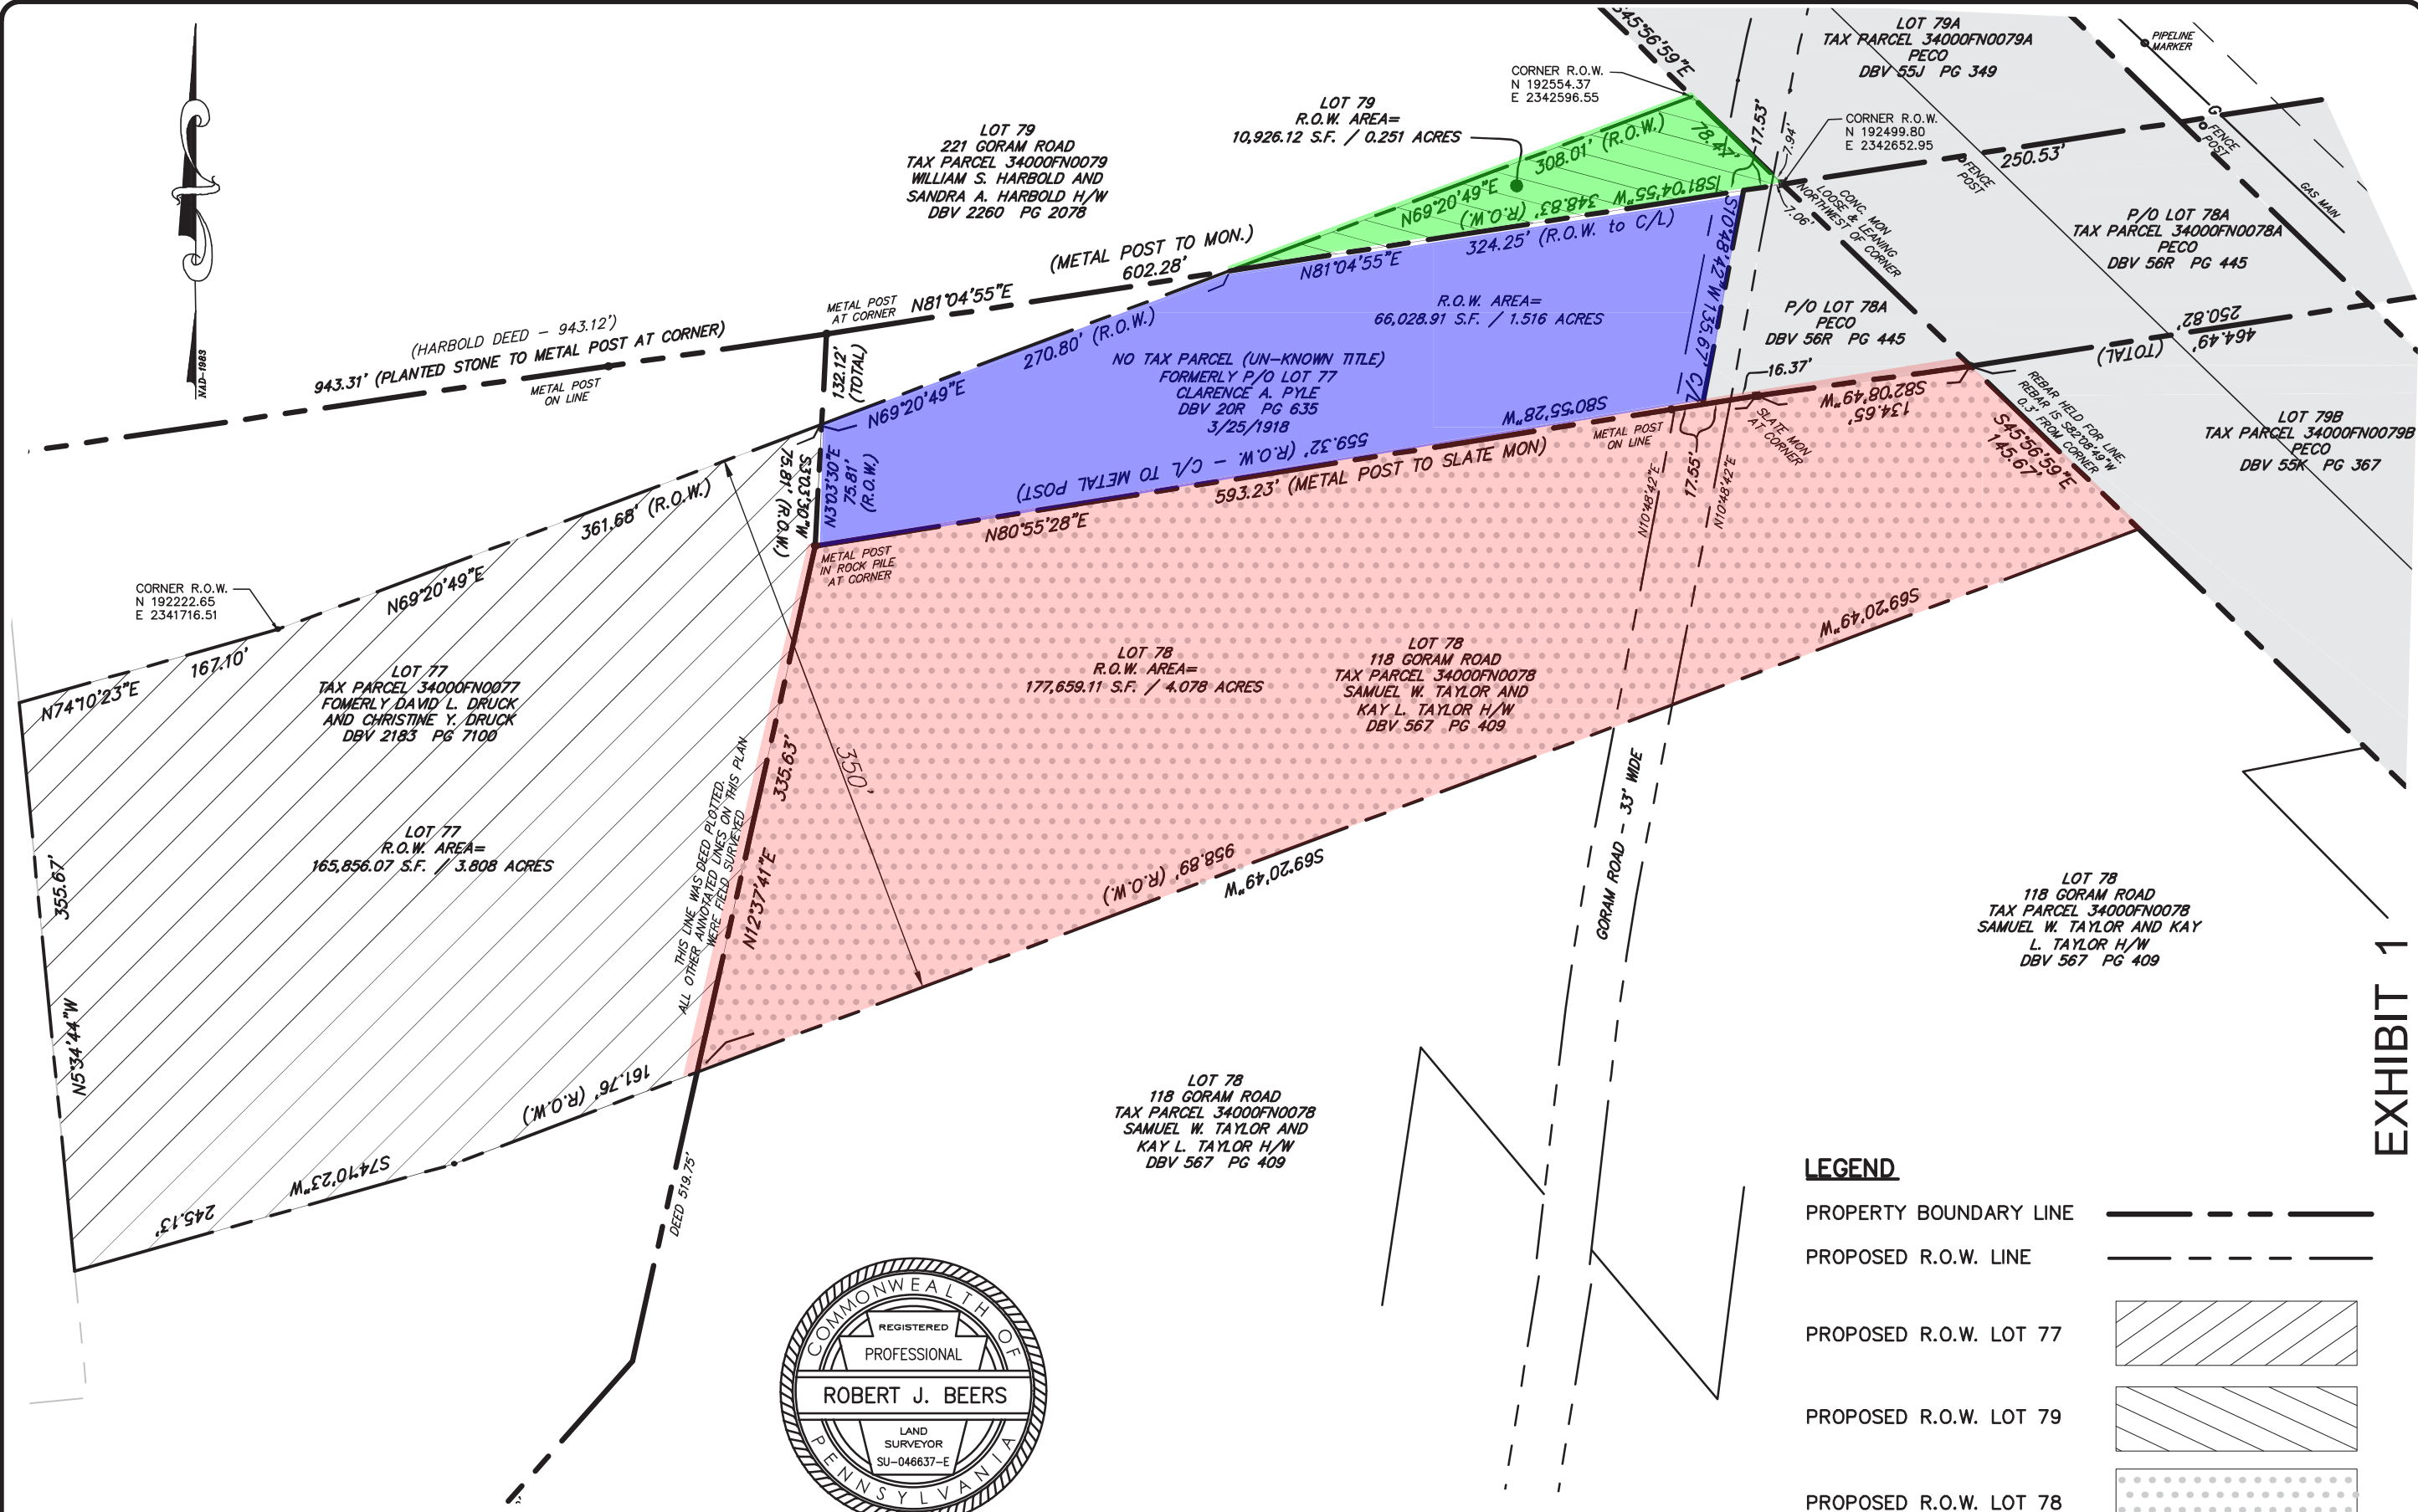 NAD-1983
LOT 79
221 GORAM ROAD
TAX PARCEL 34000FN0079
WILLIAM S. HARBOLD AND
SANDRA A. HARBOLD H/W
DBV 2260 PG 2078
LOT 79
R.O.W. AREA=
10,926.12 S.F. / 0.251 ACRES
CORNER R.O.W.
N 192554.37
E 2342596.55
S45°56'59"E
LOT 79A
TAX PARCEL 34000FN0079A
PECO
DBV 55J PG 349
PIPELINE
MARKER
G
FENCE
POST
GAS MAIN
CORNER R.O.W.
N 192499.80
E 2342652.95
17.53'
7.94'
78.47'
7.06'
250.53'
FENCE
POST
CONC. MON
LOOSE & LEANING
NORTHWEST OF CORNER
P/O LOT 78A
TAX PARCEL 34000FN0078A
PECO
DBV 56R PG 445
P/O LOT 78A
PECO
DBV 56R PG 445
250.82'
464.49'
(TOTAL)
LOT 79B
TAX PARCEL 34000FN0079B
PECO
DBV 55K PG 367
REBAR HELD FOR LINE.
REBAR IS S82°08'49"W
0.3' FROM CORNER
S45°56'59"E
145.67'
N69°20'49"E
308.01' (R.O.W.)
S81°04'55"W
348.83' (R.O.W.)
N81°04'55"E
324.25' (R.O.W. to C/L)
S10°48'42"W 135.67' C/L
(METAL POST TO MON.)
602.28'
METAL POST
AT CORNER
N81°04'55"E
(HARBOLD DEED - 943.12')
943.31' (PLANTED STONE TO METAL POST AT CORNER)
METAL POST
ON LINE
132.12'
(TOTAL)
N69°20'49"E
270.80' (R.O.W.)
R.O.W. AREA=
66,028.91 S.F. / 1.516 ACRES
NO TAX PARCEL (UN-KNOWN TITLE)
FORMERLY P/O LOT 77
CLARENCE A. PYLE
DBV 20R PG 635
3/25/1918
S80°55'28"W
559.32' (R.O.W. - C/L TO METAL POST)
593.23' (METAL POST TO SLATE MON)
N80°55'28"E
METAL POST
ON LINE
16.37'
17.55'
SLATE MON
AT CORNER
S82°08'49"W
134.65'
N10°48'42"E
N10°48'42"E
S3°03'30"W
75.81' (R.O.W.)
N3°03'30"E
75.81'
(R.O.W.)
METAL POST
IN ROCK PILE
AT CORNER
361.68' (R.O.W.)
N69°20'49"E
CORNER R.O.W.
N 192222.65
E 2341716.51
167.10'
N74°10'23"E
LOT 77
TAX PARCEL 34000FN0077
FOMERLY DAVID L. DRUCK
AND CHRISTINE Y. DRUCK
DBV 2183 PG 7100
LOT 77
R.O.W. AREA=
165,856.07 S.F. / 3.808 ACRES
355.67'
N5°34'44"W
245.13'
S74°10'23"W
161.76' (R.O.W.)
THIS LINE WAS DEED PLOTTED.
ALL OTHER ANNOTATED LINES ON THIS PLAN
WERE FIELD SURVEYED
335.63'
N12°37'41"E
350'
DEED 519.75'
LOT 78
R.O.W. AREA=
177,659.11 S.F. / 4.078 ACRES
LOT 78
118 GORAM ROAD
TAX PARCEL 34000FN0078
SAMUEL W. TAYLOR AND
KAY L. TAYLOR H/W
DBV 567 PG 409
S69°20'49"W
958.89' (R.O.W.)
S69°20'49"W
GORAM ROAD - 33' WIDE
LOT 78
118 GORAM ROAD
TAX PARCEL 34000FN0078
SAMUEL W. TAYLOR AND KAY
L. TAYLOR H/W
DBV 567 PG 409
LOT 78
118 GORAM ROAD
TAX PARCEL 34000FN0078
SAMUEL W. TAYLOR AND
KAY L. TAYLOR H/W
DBV 567 PG 409
EXHIBIT 1
COMMONWEALTH OF
REGISTERED
PROFESSIONAL
ROBERT J. BEERS
LAND
SURVEYOR
SU-046637-E
PENNSYLVANIA
LEGEND
PROPERTY BOUNDARY LINE
PROPOSED R.O.W. LINE
PROPOSED R.O.W. LOT 77
PROPOSED R.O.W. LOT 79
PROPOSED R.O.W. LOT 78